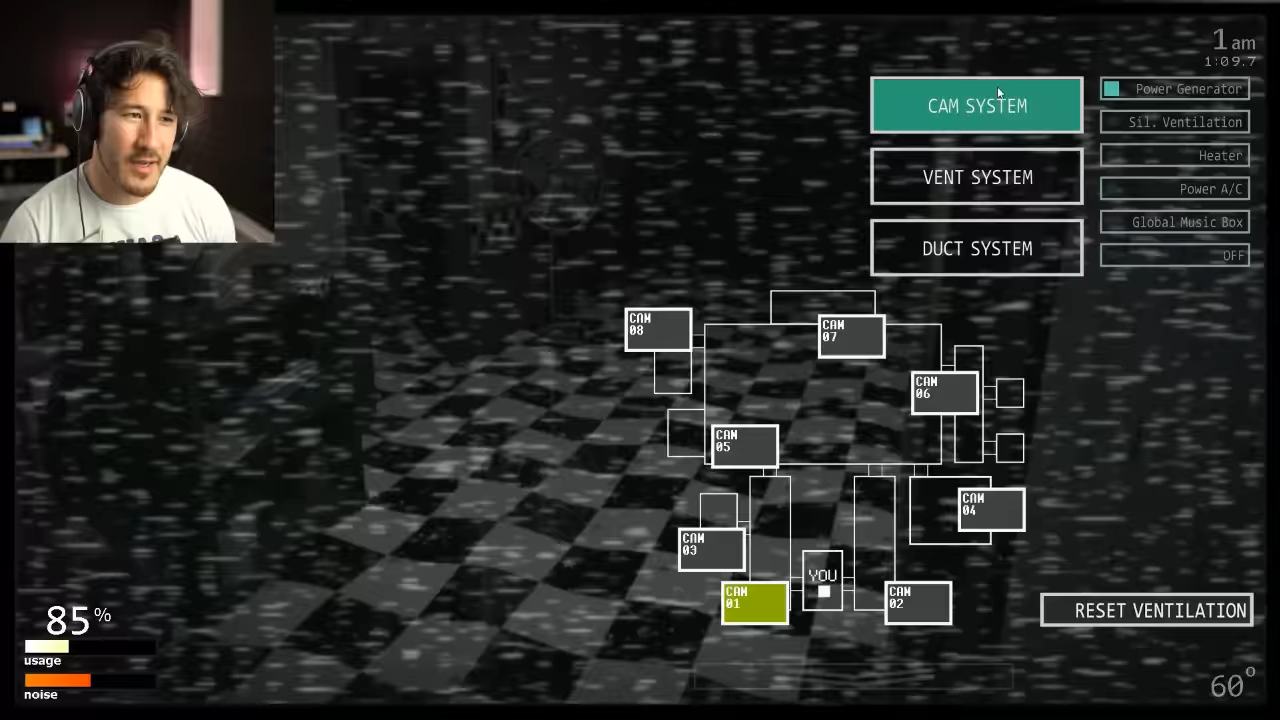 1 am
1:09.7
CAM SYSTEM
VENT SYSTEM
DUCT SYSTEM
Power Generator
Sil. Ventilation
Heater
Power A/C
Global Music Box
OFF
CAM
08
CAM
07
CAM
06
CAM
05
CAM
04
CAM
03
YOU
CAM
01
CAM
02
RESET VENTILATION
85%
usage
noise
60°